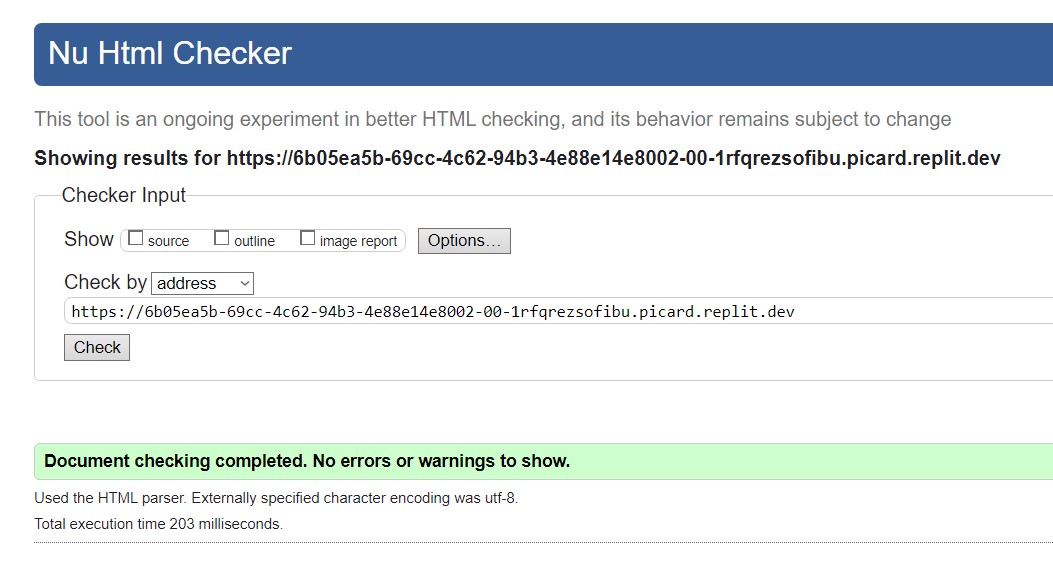 Nu Html Checker
This tool is an ongoing experiment in better HTML checking, and its behavior remains subject to change
Showing results for https://6b05ea5b-69cc-4c62-94b3-4e88e14e8002-00-1rfqrezsofibu.picard.replit.dev
Checker Input
Show source outline image report Options…
Check by address
https://6b05ea5b-69cc-4c62-94b3-4e88e14e8002-00-1rfqrezsofibu.picard.replit.dev
Check
Document checking completed. No errors or warnings to show.
Used the HTML parser. Externally specified character encoding was utf-8.
Total execution time 203 milliseconds.